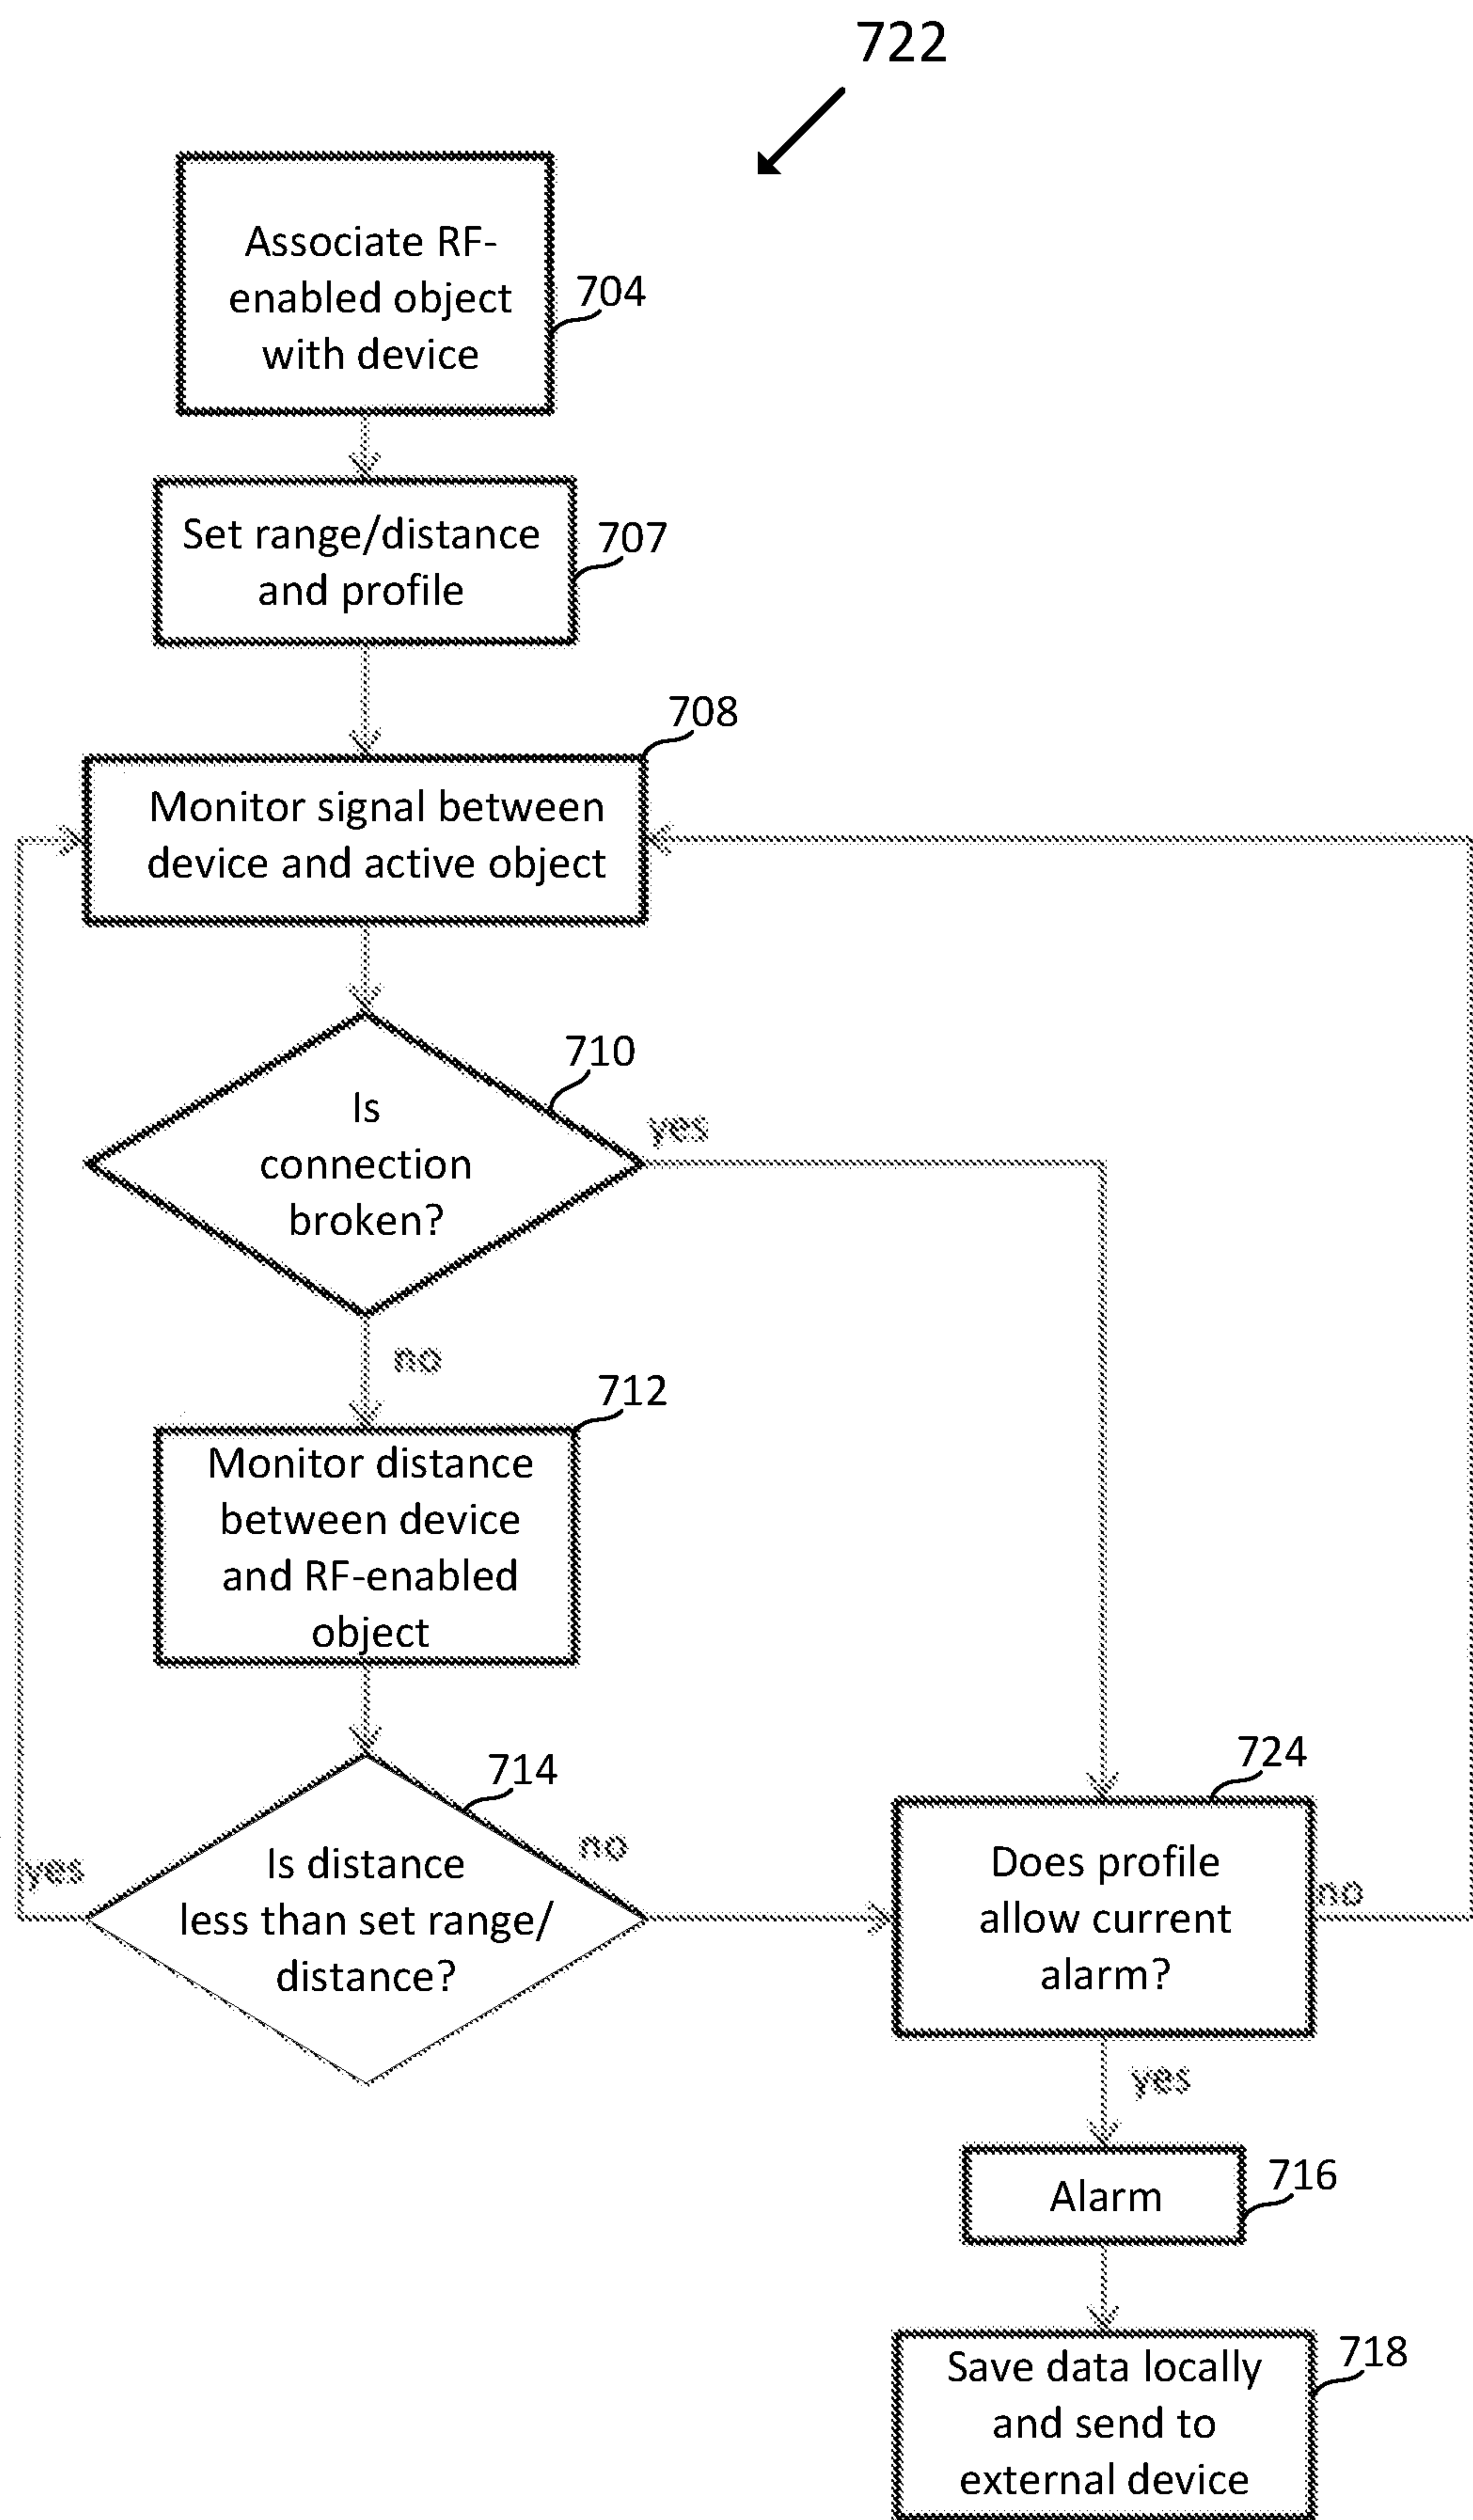 722
Associate RF-
enabled object
with device
704
Set range/distance
and profile
707
708
Monitor signal between
device and active object
710
Is
connection
broken?
yes
no
712
Monitor distance
between device
and RF-enabled
object
714
Is distance
less than set range/
distance?
yes
no
724
Does profile
allow current
alarm?
no
yes
Alarm
716
Save data locally
and send to
external device
718